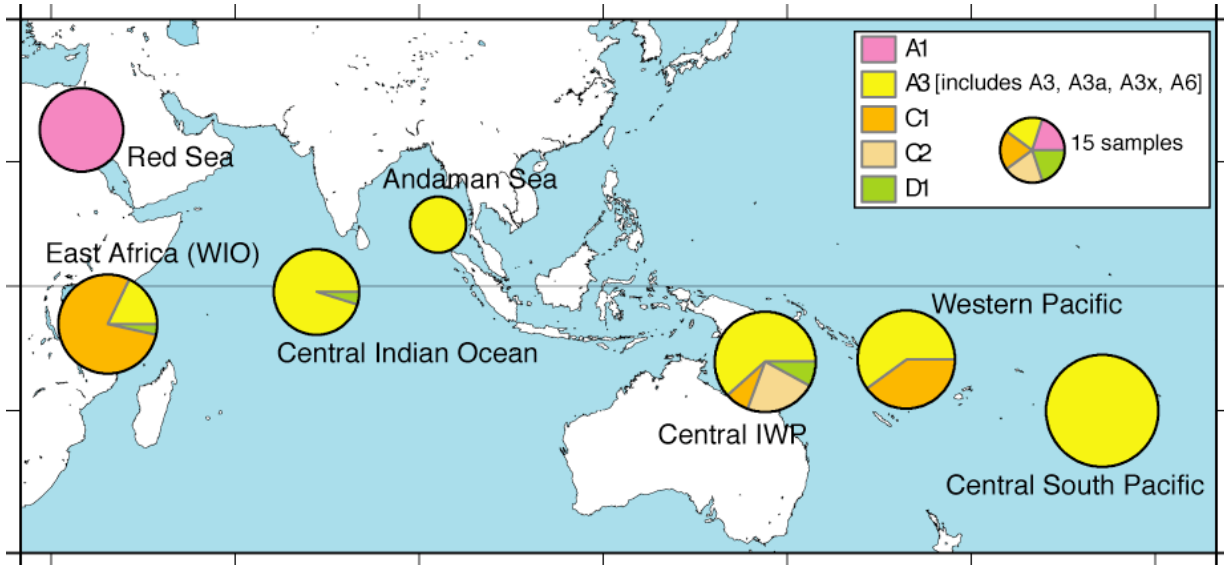 A1
A3 [includes A3, A3a, A3x, A6]
C1
C2
D1
15 samples
Red Sea
Andaman Sea
East Africa (WIO)
Central Indian Ocean
Western Pacific
Central IWP
Central South Pacific